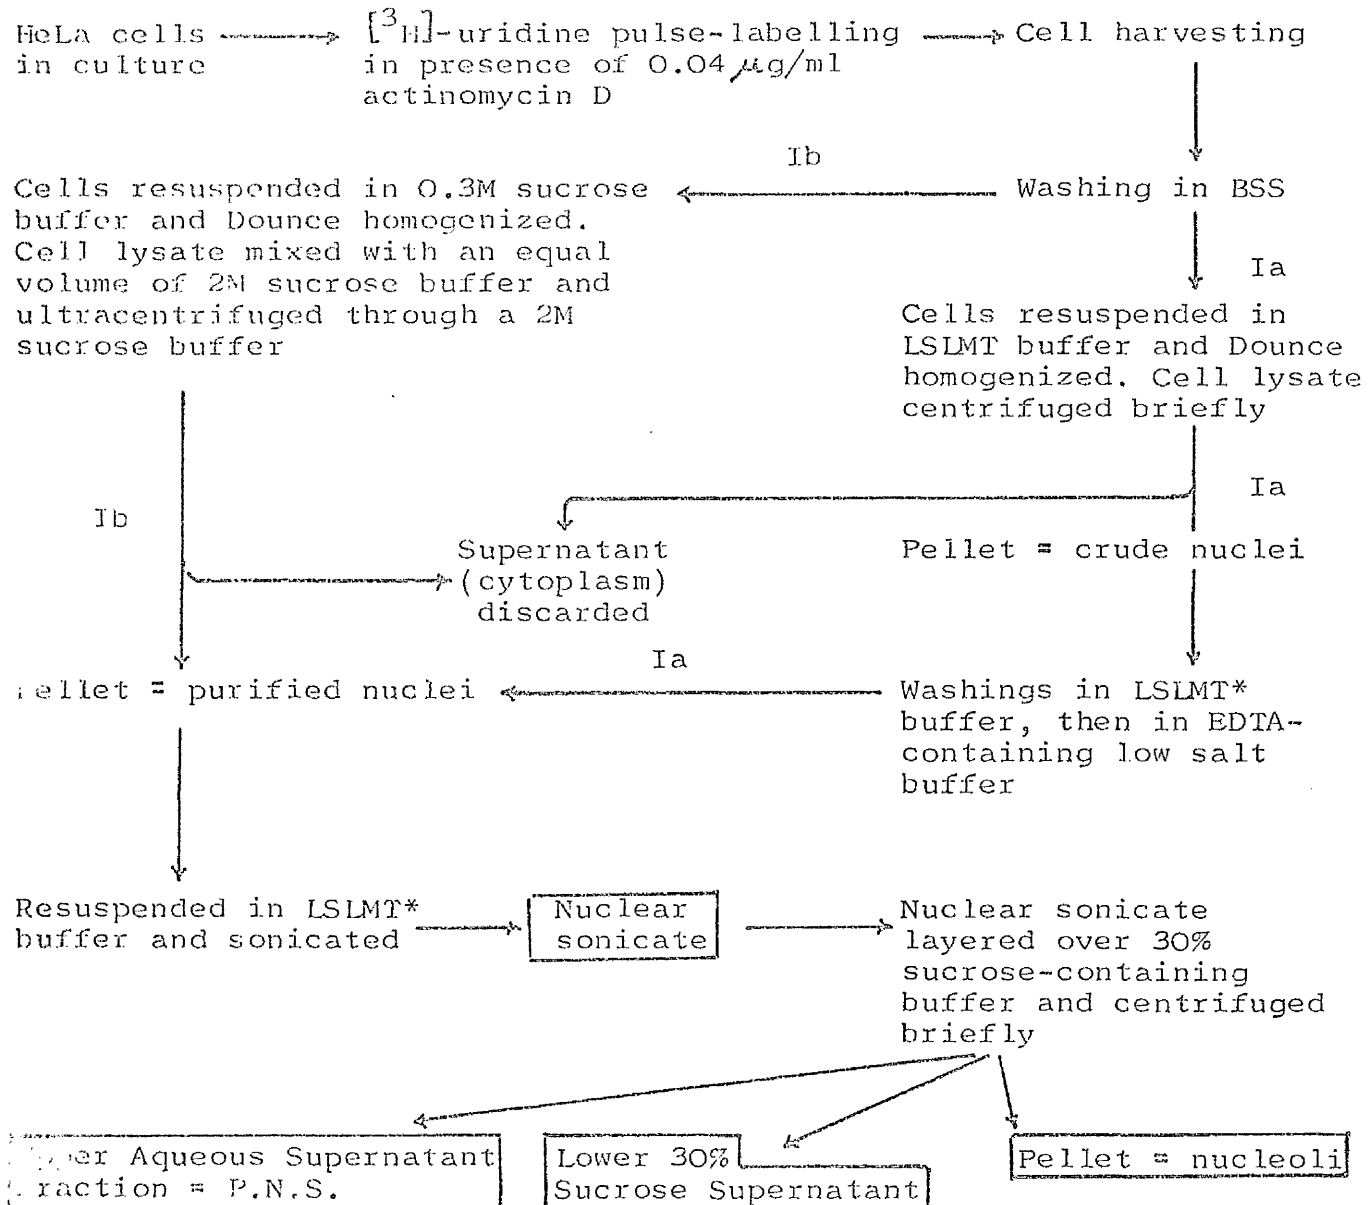 HeLa cells
in culture
[³H]-uridine pulse-labelling
in presence of 0.04 µg/ml
actinomycin D
Cell harvesting
Ib
Cells resuspended in 0.3M sucrose
buffer and Dounce homogenized.
Cell lysate mixed with an equal
volume of 2M sucrose buffer and
ultracentrifuged through a 2M
sucrose buffer
Washing in BSS
Ia
Cells resuspended in
LSLMT buffer and Dounce
homogenized. Cell lysate
centrifuged briefly
Ia
Ib
Supernatant
(cytoplasm)
discarded
Pellet = crude nuclei
Ia
= purified nuclei
Washings in LSLMT*
buffer, then in EDTA-
containing low salt
buffer
Resuspended in LSLMT*
buffer and sonicated
Nuclear
sonicate
Nuclear sonicate
layered over 30%
sucrose-containing
buffer and centrifuged
briefly
Aqueous Supernatant
= P.N.S.
Lower 30%
Sucrose Supernatant
Pellet = nucleoli